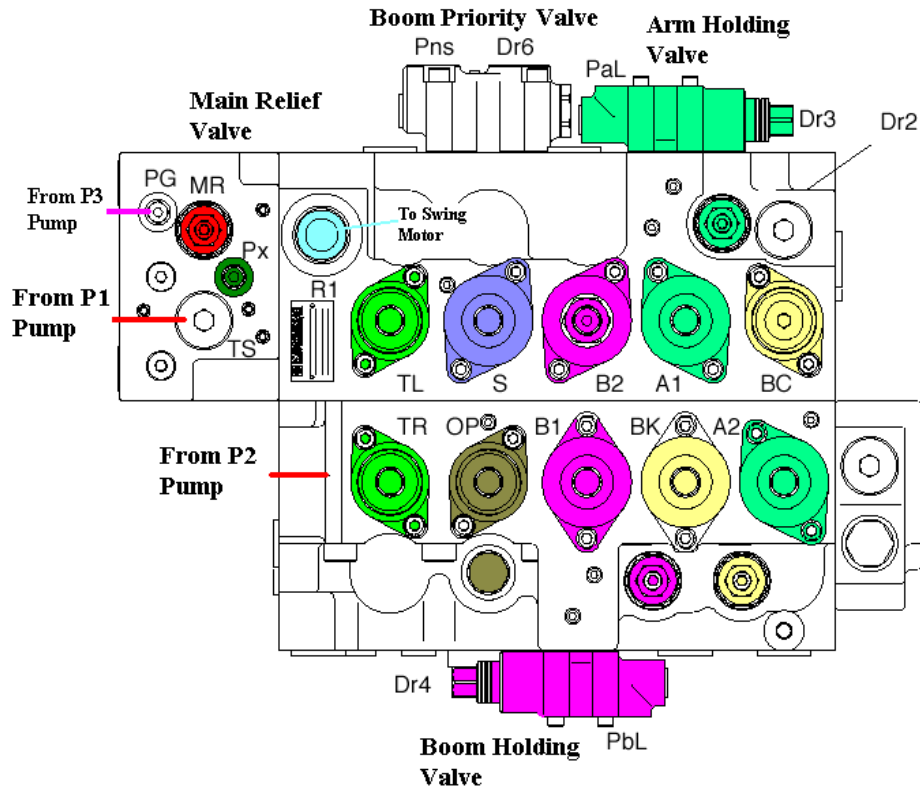 Boom Priority Valve
Arm Holding
Valve
Pns
Dr6
PaL
Dr3
Dr2
Main Relief
Valve
PG
MR
From P3
Pump
To Swing
Motor
Px
R1
From P1
Pump
TS
TL
S
B2
A1
BC
TR
OP
B1
BK
A2
From P2
Pump
Dr4
PbL
Boom Holding
Valve